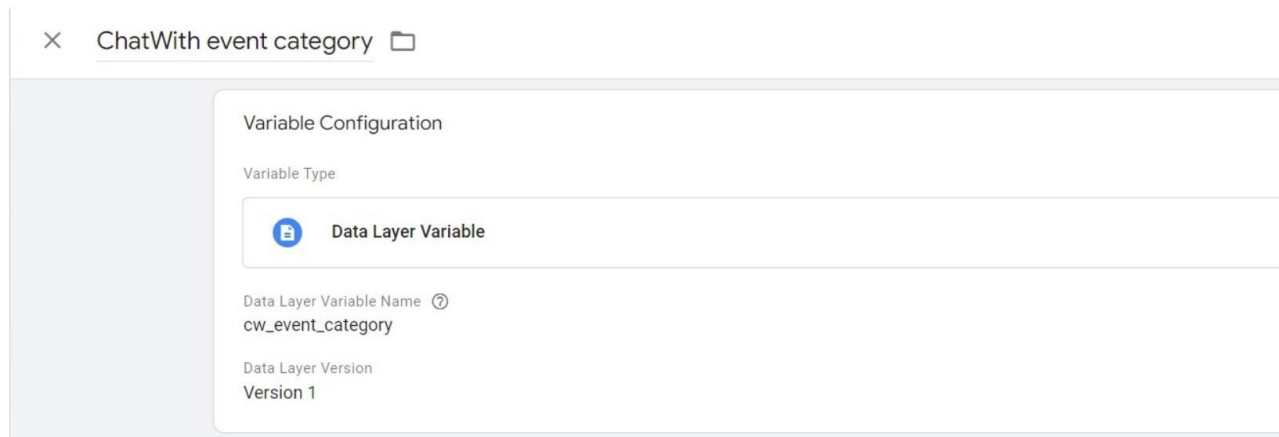 ChatWith event category
Variable Configuration
Variable Type
Data Layer Variable
Data Layer Variable Name ?
cw_event_category
Data Layer Version
Version 1